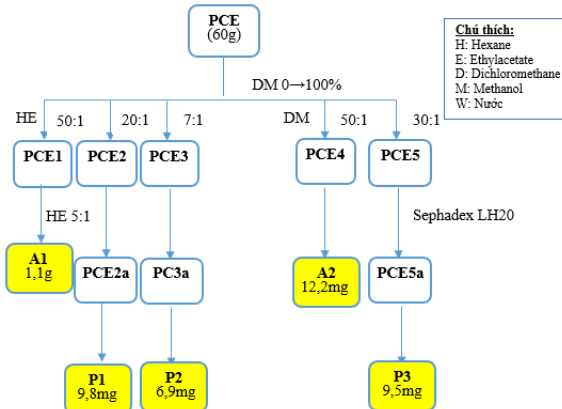 PCE
(60g)
Chú thích:
H: Hexane
E: Ethylacetate
D: Dichloromethane
M: Methanol
W: Nước
DM 0→100%
HE 50:1 20:1 7:1 DM 50:1 30:1
PCE1 PCE2 PCE3 PCE4 PCE5
HE 5:1
Sephadex LH20
A1
1,1g
PCE2a
PC3a
A2
12,2mg
PCE5a
P1
9,8mg
P2
6,9mg
P3
9,5mg